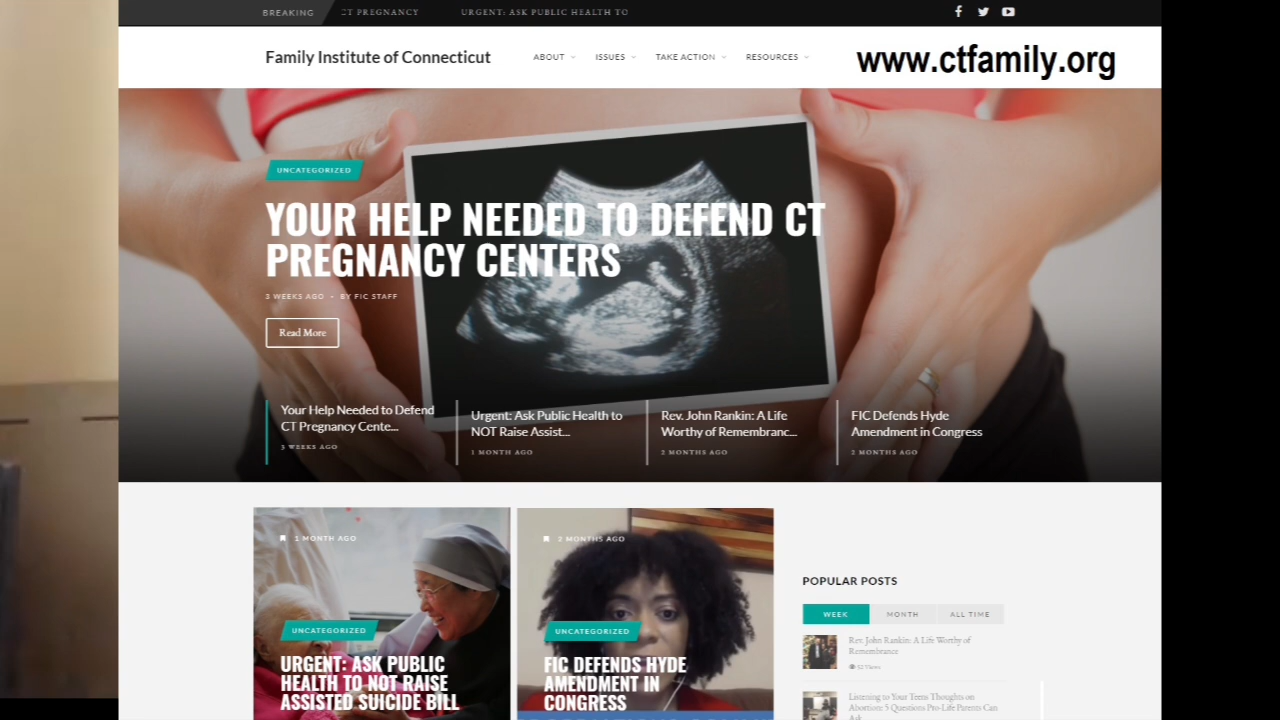 BREAKING
CT PREGNANCY
URGENT: ASK PUBLIC HEALTH TO
Family Institute of Connecticut
ABOUT
ISSUES
TAKE ACTION
RESOURCES
www.ctfamily.org
UNCATEGORIZED
YOUR HELP NEEDED TO DEFEND CT
PREGNANCY CENTERS
3 WEEKS AGO • BY FIC STAFF
Read More
Your Help Needed to Defend
CT Pregnancy Cente...
3 WEEKS AGO
Urgent: Ask Public Health to
NOT Raise Assist...
1 MONTH AGO
Rev. John Rankin: A Life
Worthy of Remembranc...
2 MONTHS AGO
FIC Defends Hyde
Amendment in Congress
2 MONTHS AGO
1 MONTH AGO
UNCATEGORIZED
URGENT: ASK PUBLIC
HEALTH TO NOT RAISE
ASSISTED SUICIDE BILL
2 MONTHS AGO
UNCATEGORIZED
FIC DEFENDS HYDE
AMENDMENT IN
CONGRESS
POPULAR POSTS
WEEK
MONTH
ALL TIME
Rev. John Rankin: A Life Worthy of
Remembrance
Listening to Your Teens Thoughts on
Abortion: 5 Questions Pro-Life Parents Can
Ask